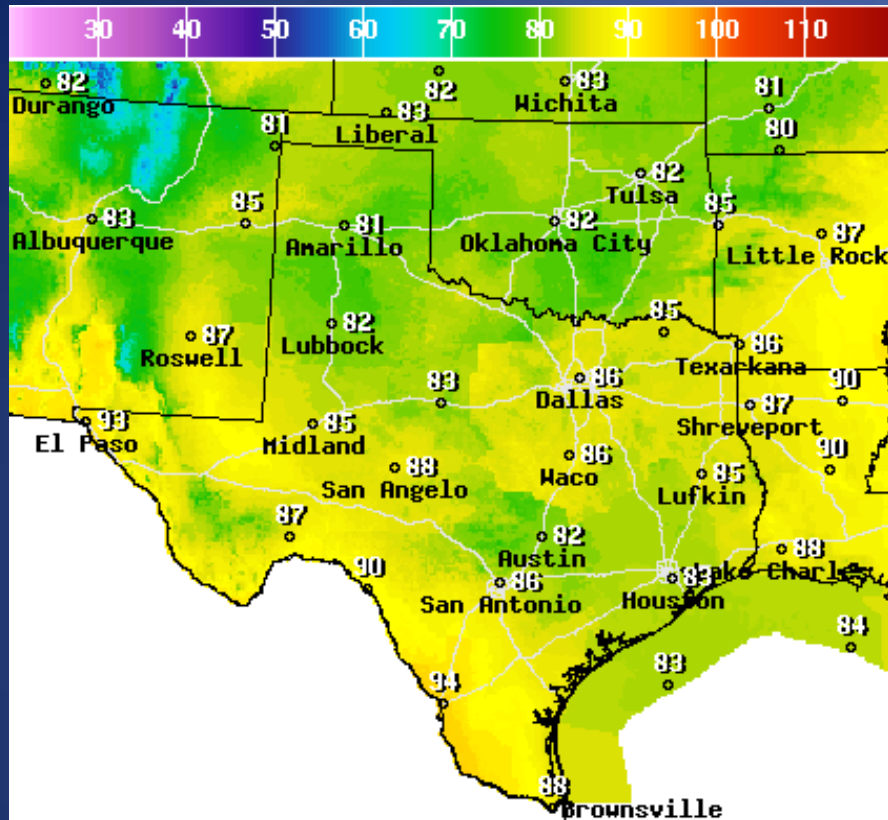 30 40 50 60 70 80 90 100 110
82 82 83 81
Durango Wichita
83
Liberal
81 80
82
Tulsa
83 85 81 82 85 87
Albuquerque Amarillo Oklahoma City Little Rock
87 82 85 86
Roswell Lubbock Texarkana
86
Dallas
93 85 83 87 90
El Paso Midland Shreveport
88 86 85 90
San Angelo Waco Lufkin
87 82 88
Austin
90 86 83 Lake Charles
San Antonio Houston
84
94 83
88
Brownsville